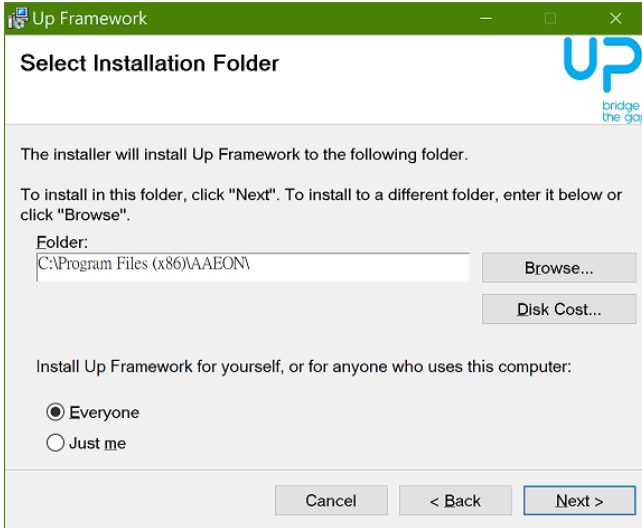 Up Framework
Select Installation Folder
UP
bridge
the gap
The installer will install Up Framework to the following folder.
To install in this folder, click "Next". To install to a different folder, enter it below or
click "Browse".
Folder:
C:\Program Files (x86)\AAEON\
Browse...
Disk Cost...
Install Up Framework for yourself, or for anyone who uses this computer:
Everyone
Just me
Cancel
< Back
Next >